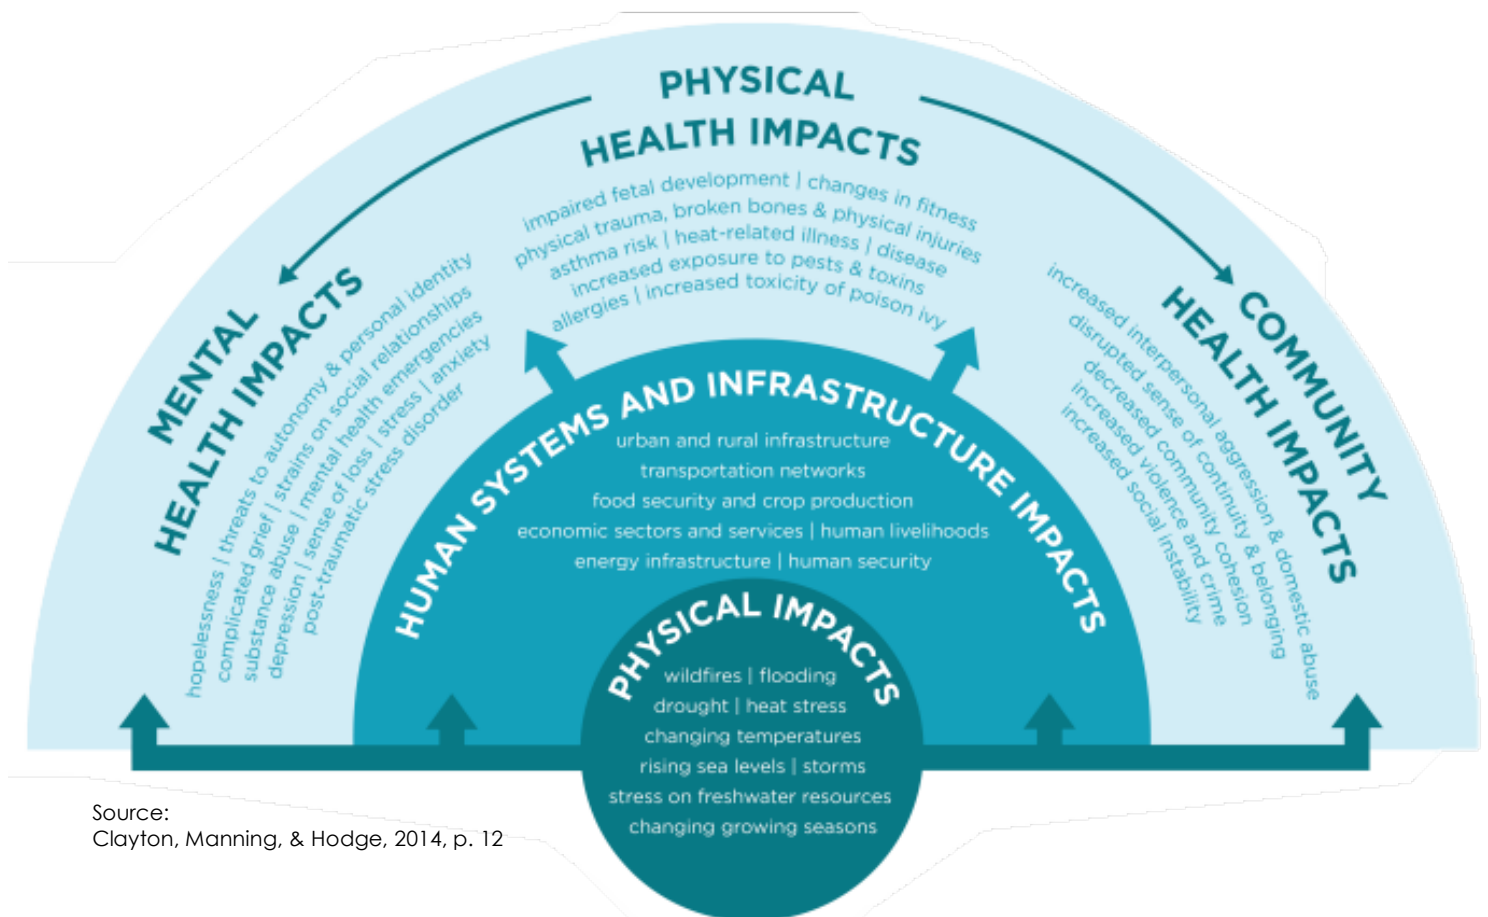 PHYSICAL
HEALTH IMPACTS
impaired fetal development | changes in fitness
physical trauma, broken bones & physical injuries
asthma risk | heat-related illness | disease
increased exposure to pests & toxins
allergies | increased toxicity of poison ivy
MENTAL
HEALTH IMPACTS
hopelessness | threats to autonomy & personal identity
complicated grief | strains on social relationships
substance abuse | mental health emergencies
depression | sense of loss | stress | anxiety
post-traumatic stress disorder
COMMUNITY
HEALTH IMPACTS
increased interpersonal aggression & domestic abuse
disrupted sense of continuity & belonging
decreased community cohesion
increased violence and crime
increased social instability
HUMAN SYSTEMS AND INFRASTRUCTURE IMPACTS
urban and rural infrastructure
transportation networks
food security and crop production
economic sectors and services | human livelihoods
energy infrastructure | human security
PHYSICAL IMPACTS
wildfires | flooding
drought | heat stress
changing temperatures
rising sea levels | storms
stress on freshwater resources
changing growing seasons
Source:
Clayton, Manning, & Hodge, 2014, p. 12